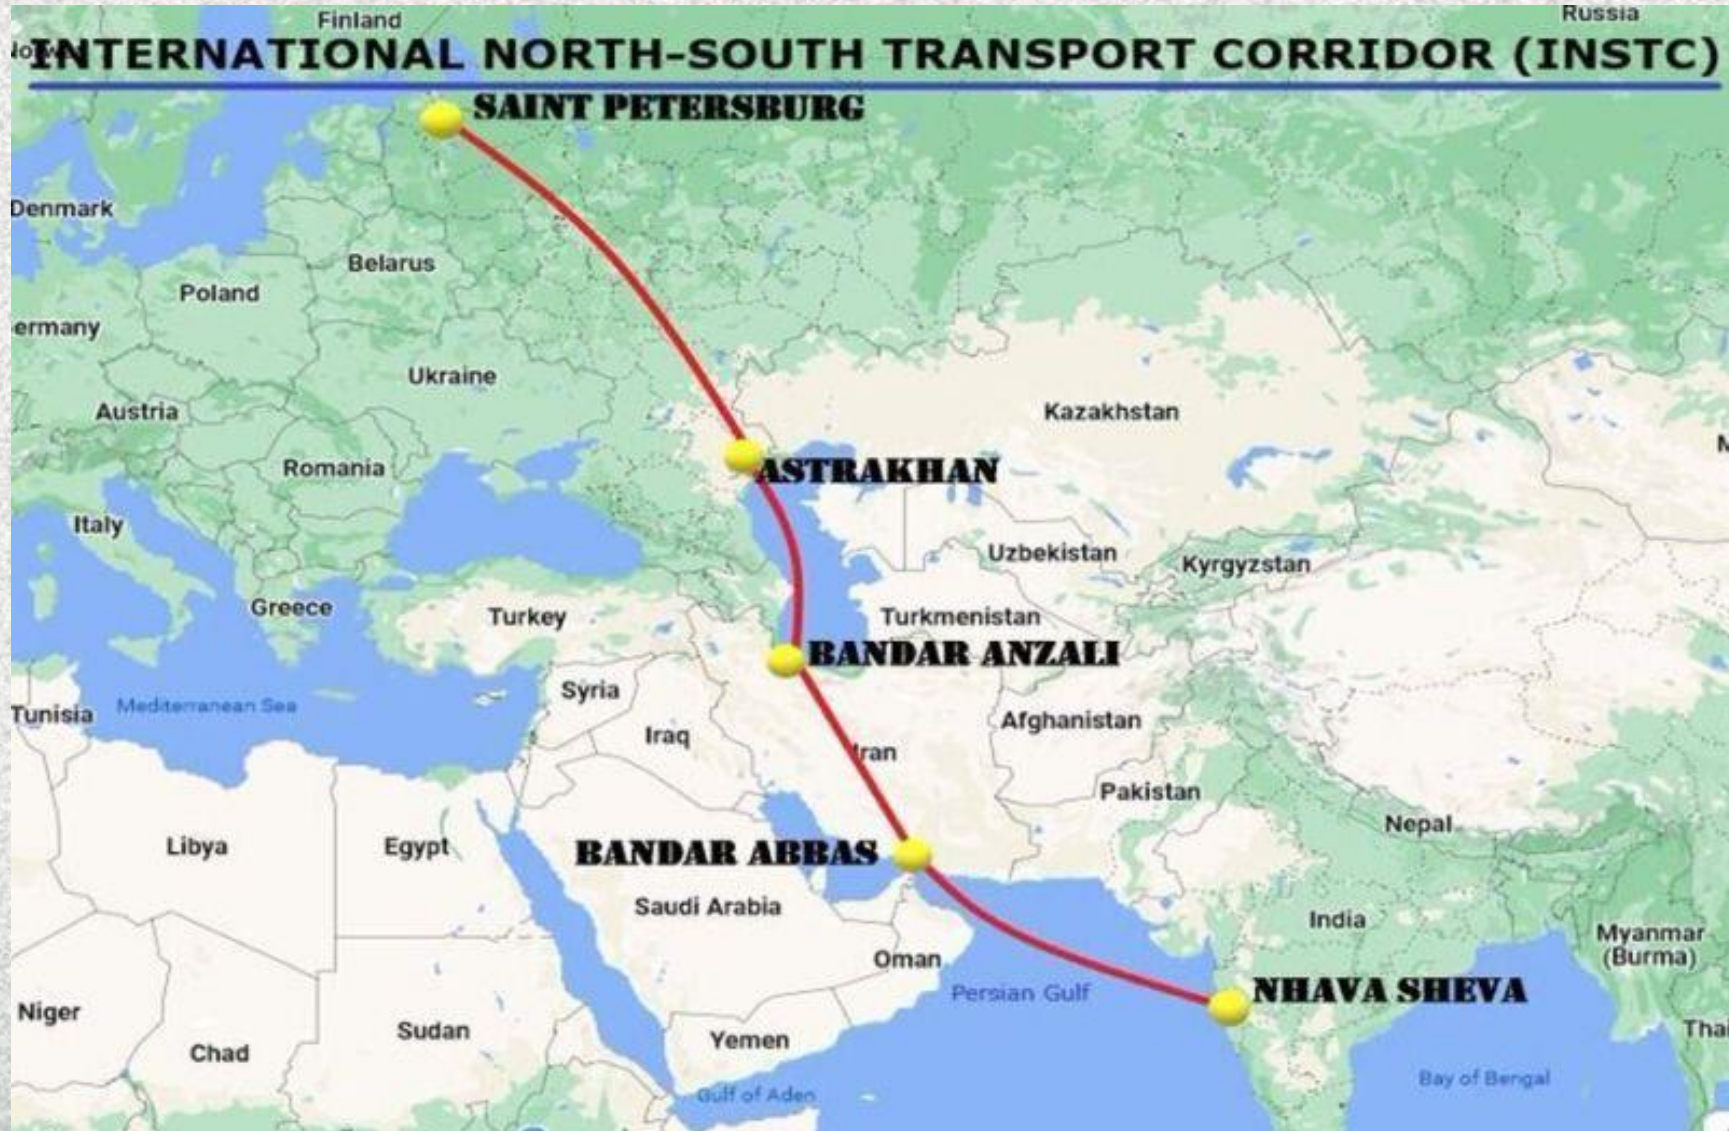 Finland
Russia
INTERNATIONAL NORTH-SOUTH TRANSPORT CORRIDOR (INSTC)
SAINT PETERSBURG
Denmark
Belarus
Poland
ermany
Ukraine
Austria
Kazakhstan
Romania
ASTRAKHAN
Italy
Uzbekistan
Kyrgyzstan
Greece
Turkey
Turkmenistan
BANDAR ANZALI
Syria
Mediterranean Sea
Tunisia
Afghanistan
Iraq
Iran
Pakistan
Nepal
Libya
Egypt
BANDAR ABBAS
Saudi Arabia
India
Myanmar
(Burma)
Oman
Persian Gulf
NHAVA SHEVA
Niger
Sudan
Yemen
Thai
Chad
Bay of Bengal
Gulf of Aden